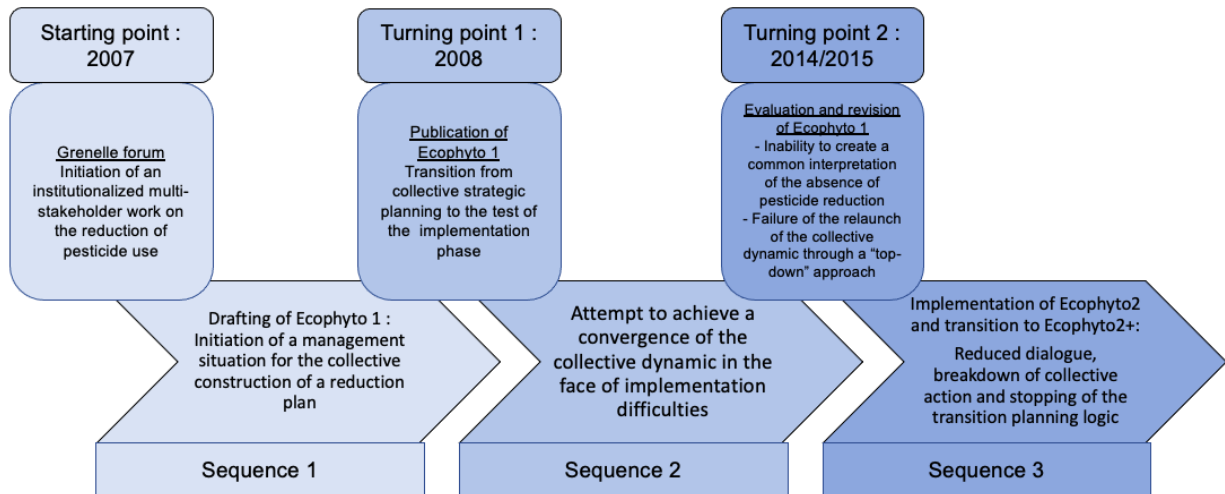 Starting point :
2007
Grenelle forum
Initiation of an
institutionalized multi-
stakeholder work on
the reduction of
pesticide use
Turning point 1 :
2008
Publication of
Ecophyto 1
Transition from
collective strategic
planning to the test of
the implementation
phase
Turning point 2 :
2014/2015
Evaluation and revision
of Ecophyto 1
- Inability to create a
common interpretation
of the absence of
pesticide reduction
- Failure of the relaunch
of the collective
dynamic through a “top-
down” approach
Drafting of Ecophyto 1 :
Initiation of a management
situation for the collective
construction of a reduction
plan
Attempt to achieve a
convergence of the
collective dynamic in the
face of implementation
difficulties
Implementation of Ecophyto2
and transition to Ecophyto2+:
Reduced dialogue,
breakdown of collective
action and stopping of the
transition planning logic
Sequence 1
Sequence 2
Sequence 3